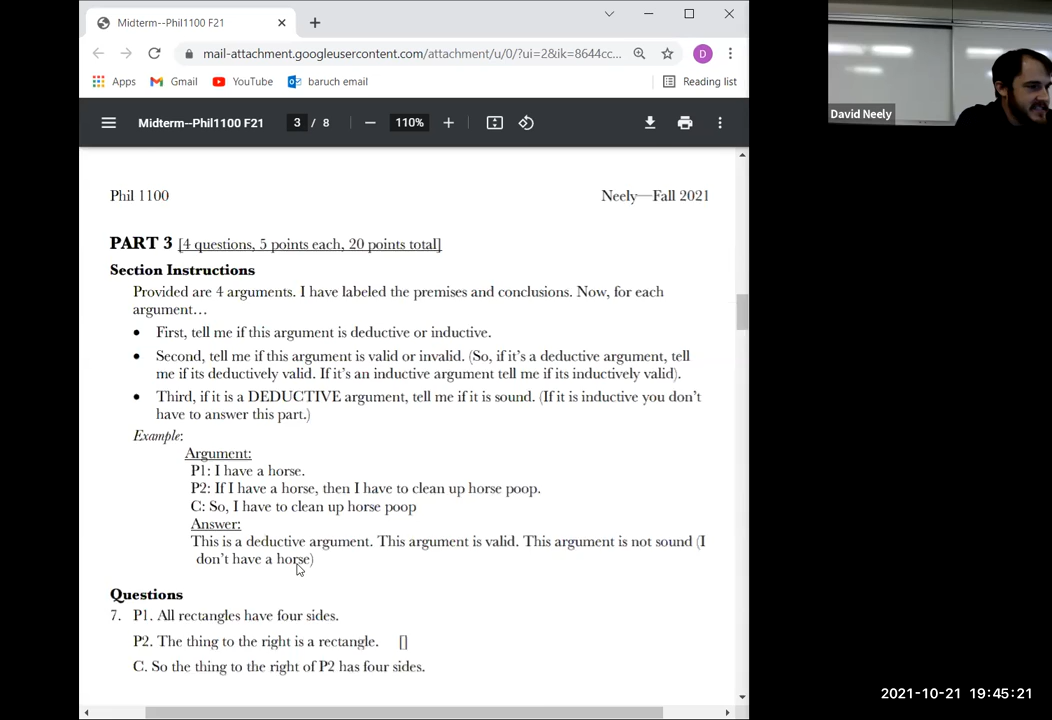 Midterm--Phil1100 F21
mail-attachment.googleusercontent.com/attachment/u/0/?ui=2&ik=8644cc...
D
Apps
Gmail
YouTube
baruch email
Reading list
Midterm--Phil1100 F21
3 / 8
110%
David Neely
Phil 1100
Neely—Fall 2021
PART 3 [4 questions, 5 points each, 20 points total]
Section Instructions
Provided are 4 arguments. I have labeled the premises and conclusions. Now, for each
argument…
• First, tell me if this argument is deductive or inductive.
• Second, tell me if this argument is valid or invalid. (So, if it's a deductive argument, tell
me if its deductively valid. If it's an inductive argument tell me if its inductively valid).
• Third, if it is a DEDUCTIVE argument, tell me if it is sound. (If it is inductive you don't
have to answer this part.)
Example:
Argument:
P1: I have a horse.
P2: If I have a horse, then I have to clean up horse poop.
C: So, I have to clean up horse poop
Answer:
This is a deductive argument. This argument is valid. This argument is not sound (I
don't have a horse)
Questions
7. P1. All rectangles have four sides.
P2. The thing to the right is a rectangle. []
C. So the thing to the right of P2 has four sides.
2021-10-21 19:45:21